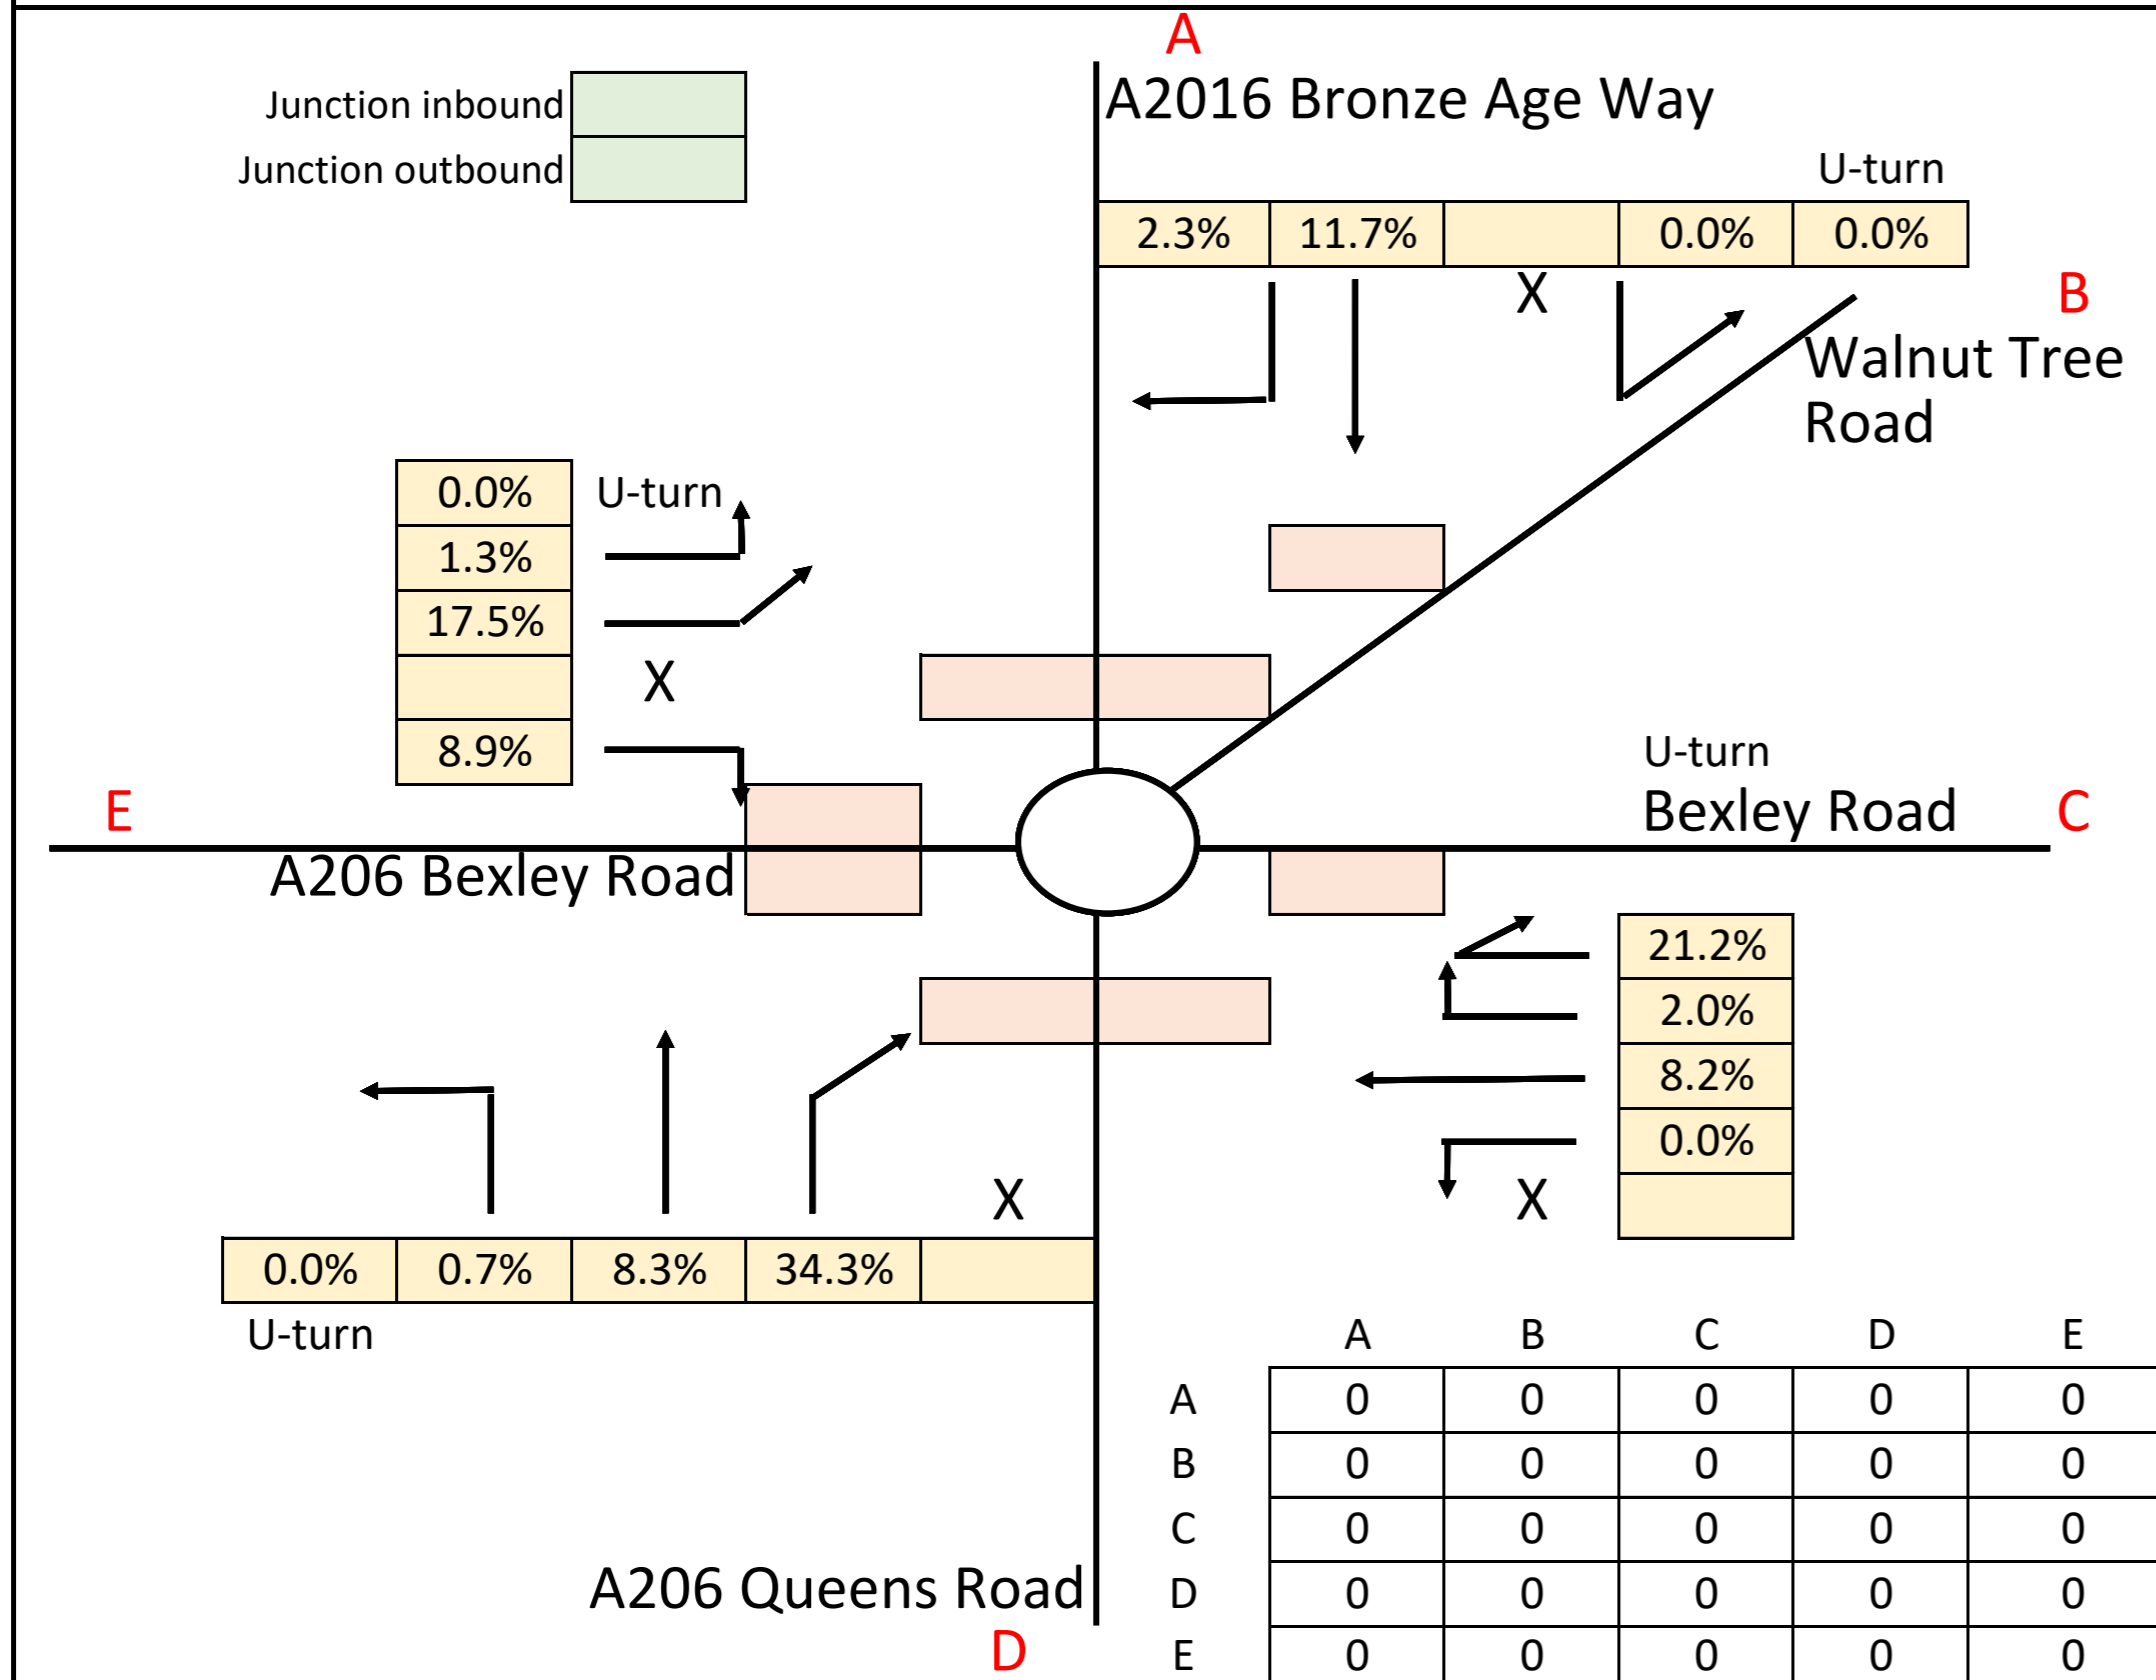 A
A2016 Bronze Age Way
Junction inbound
Junction outbound
U-turn
2.3% 11.7% 0.0% 0.0%
X
B
Walnut Tree
Road
0.0% U-turn
1.3%
17.5%
X
8.9%
U-turn
E
Bexley Road C
A206 Bexley Road
21.2%
2.0%
8.2%
0.0%
X X
0.0% 0.7% 8.3% 34.3%
U-turn
A B C D E
A 0 0 0 0 0
B 0 0 0 0 0
C 0 0 0 0 0
A206 Queens Road
D 0 0 0 0 0
D
E 0 0 0 0 0